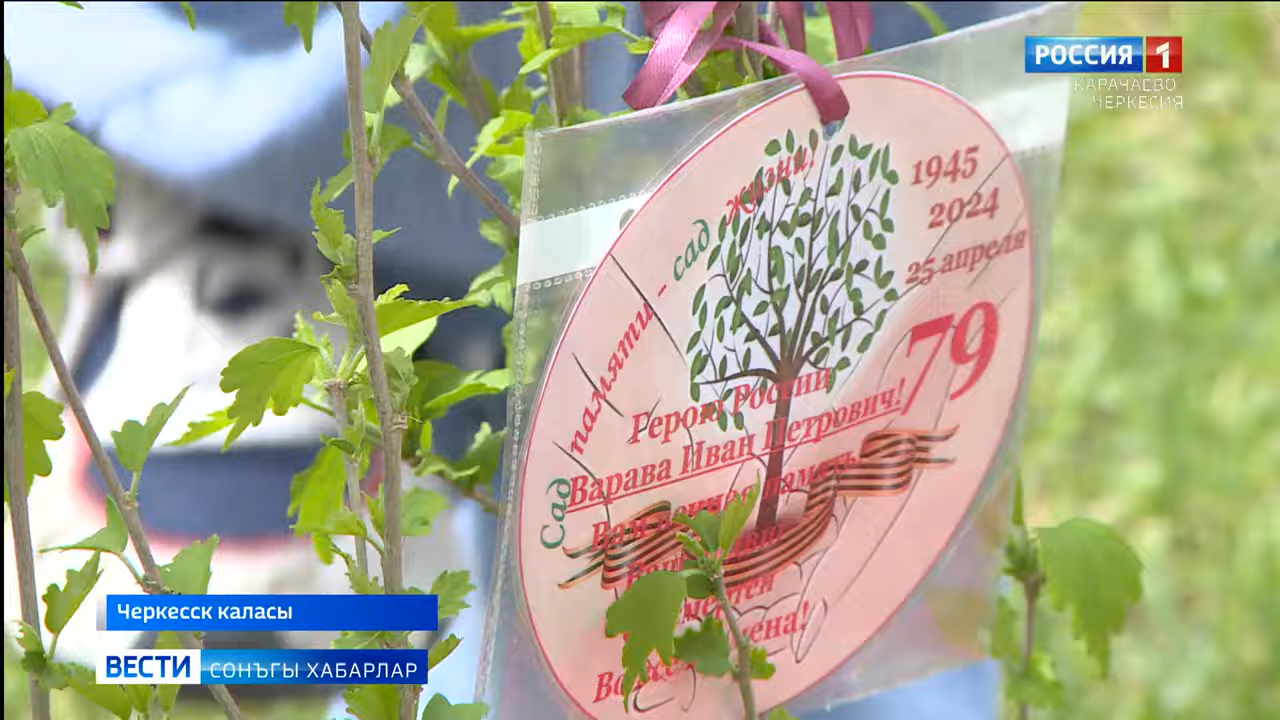 РОССИЯ 1
КАРАЧАЕВО
ЧЕРКЕСИЯ
Сад памяти - сад жизни!
1945
2024
25 апреля
79
Герою России
Варава Иван Петрович!
Вам вечная память
Черкесск каласы
ВЕСТИ СОНЪГЫ ХАБАРЛАР